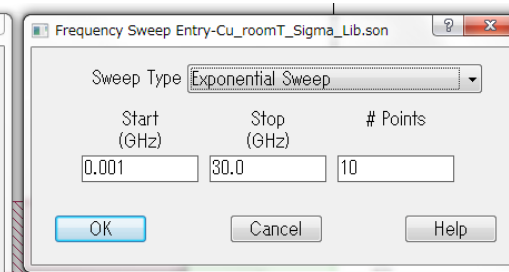 Frequency Sweep Entry-Cu_roomT_Sigma_Lib.son
Sweep Type Exponential Sweep
Start Stop # Points
(GHz) (GHz)
0.001 30.0 10
OK Cancel Help